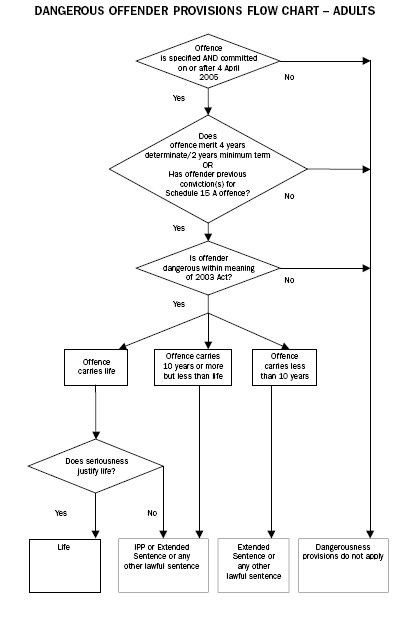 DANGEROUS OFFENDER PROVISIONS FLOW CHART – ADULTS
Offence
is specified AND committed
on or after 4 April
2005
No
Yes
Does
offence merit 4 years
determinate/2 years minimum term
OR
Has offender previous
conviction(s) for
Schedule 15 A offence?
No
Yes
Is offender
dangerous within meaning
of 2003 Act?
No
Yes
Offence
carries life
Offence carries
10 years or more
but less than life
Offence
carries less
than 10 years
Does seriousness
justify life?
Yes
No
Life
IPP or Extended
Sentence or any
other lawful sentence
Extended
Sentence or
any other
lawful sentence
Dangerousness
provisions do not apply